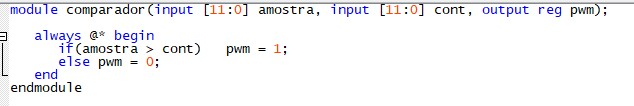 module comparador(input [11:0] amostra, input [11:0] cont, output reg pwm);
always @* begin
if(amostra > cont) pwm = 1;
else pwm = 0;
end
endmodule